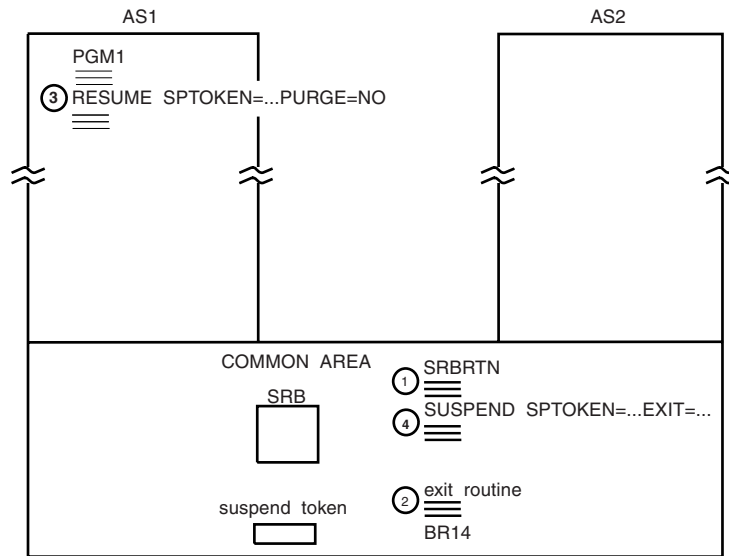 AS1
AS2
PGM1
3 RESUME SPTOKEN=...PURGE=NO
COMMON AREA
SRB
1 SRBRTN
4 SUSPEND SPTOKEN=...EXIT=...
suspend token
2 exit routine
BR14